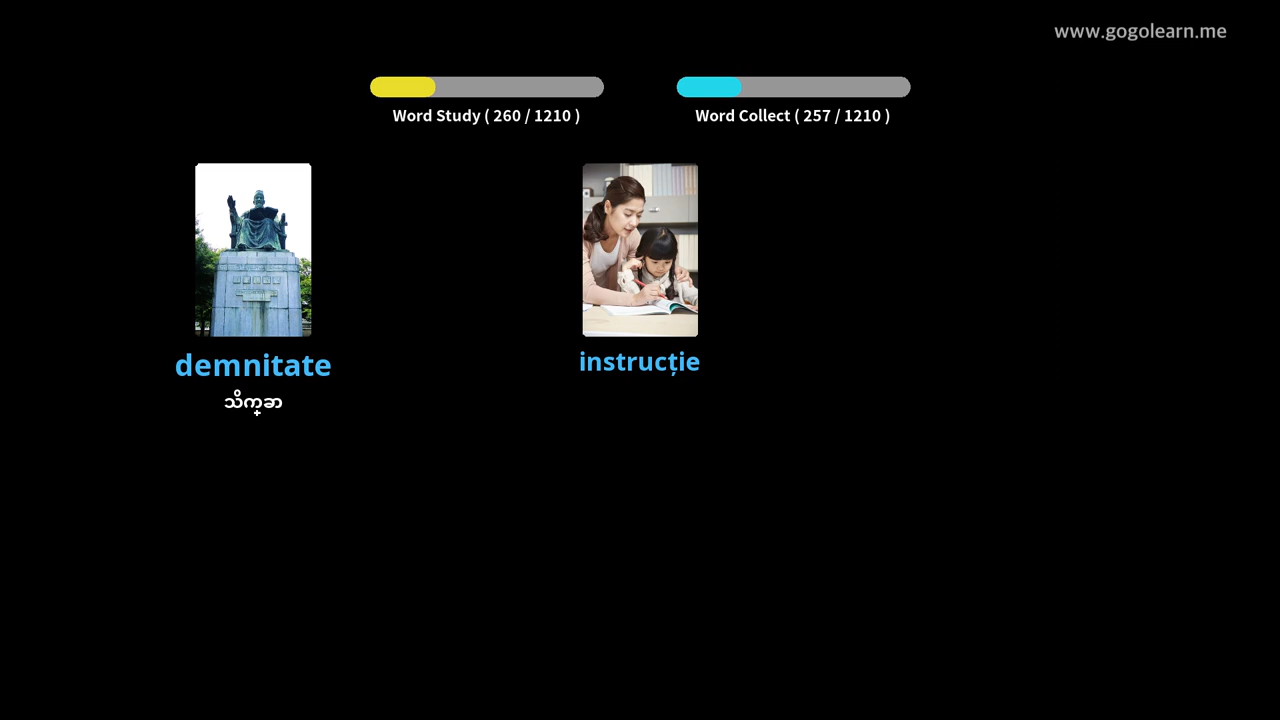 www.gogolearn.me
Word Study ( 260 / 1210 )
Word Collect ( 257 / 1210 )
demnitate
သိက္ခာ
instrucție